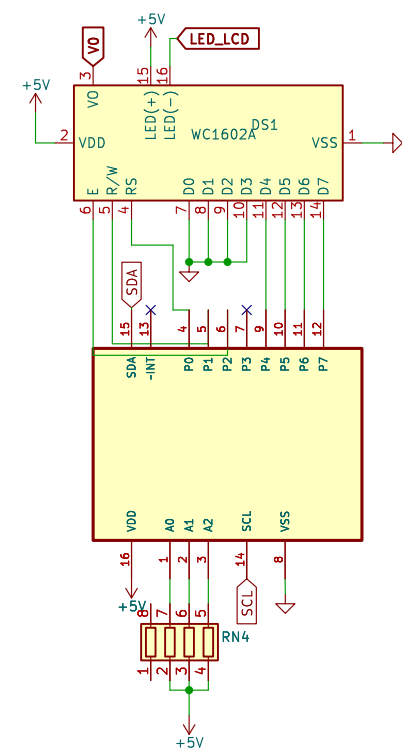 +5V
V0
LED_LCD
+5V
3
15
16
VO
LED(+)
LED(-)
DS1
WC1602A
2
VDD
VSS
1
E
R/W
RS
D0
D1
D2
D3
D4
D5
D6
D7
6
5
4
7
8
9
10
11
12
13
14
SDA
15
13
4
5
6
7
9
10
11
12
SDA
-INT
P0
P1
P2
P3
P4
P5
P6
P7
VDD
A0
A1
A2
SCL
VSS
16
1
2
3
14
8
+5V
SCL
8
7
6
5
RN4
1
2
3
4
+5V